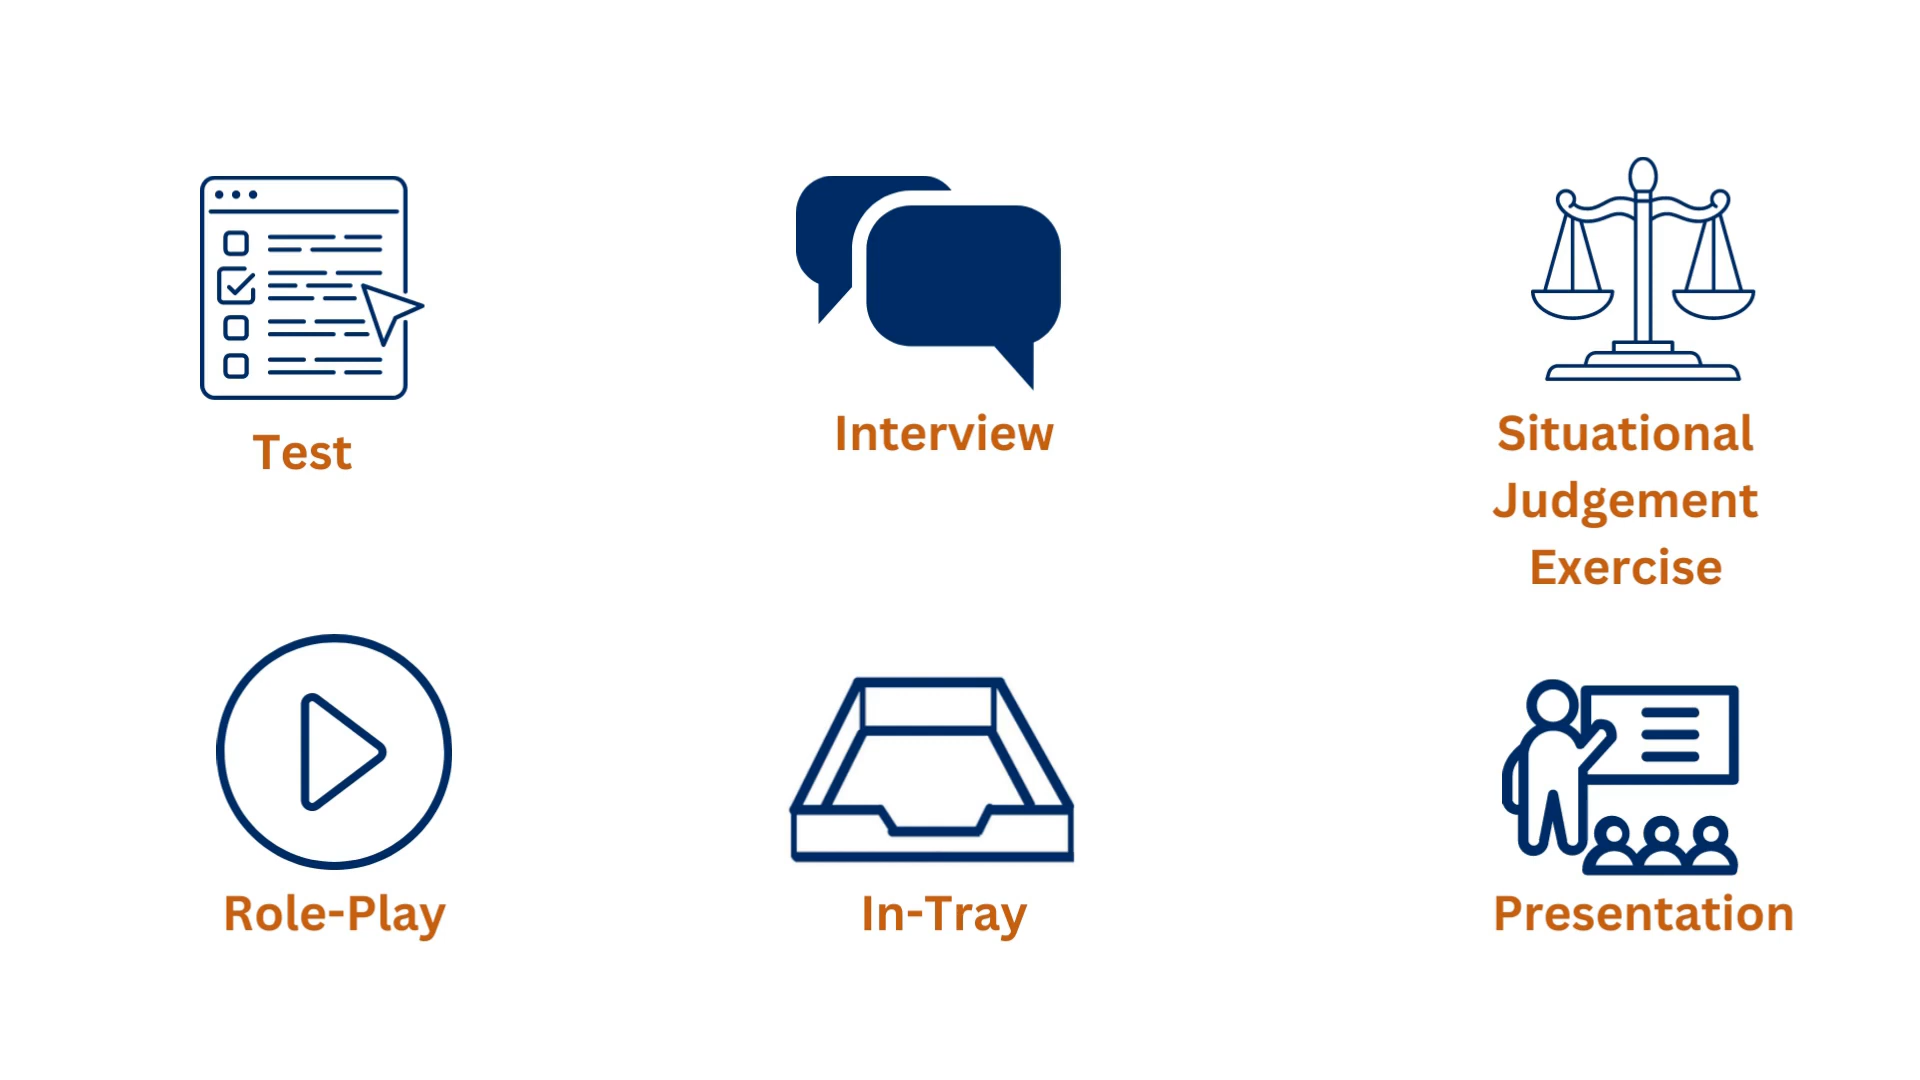 Test
Interview
Situational
Judgement
Exercise
Role-Play
In-Tray
Presentation